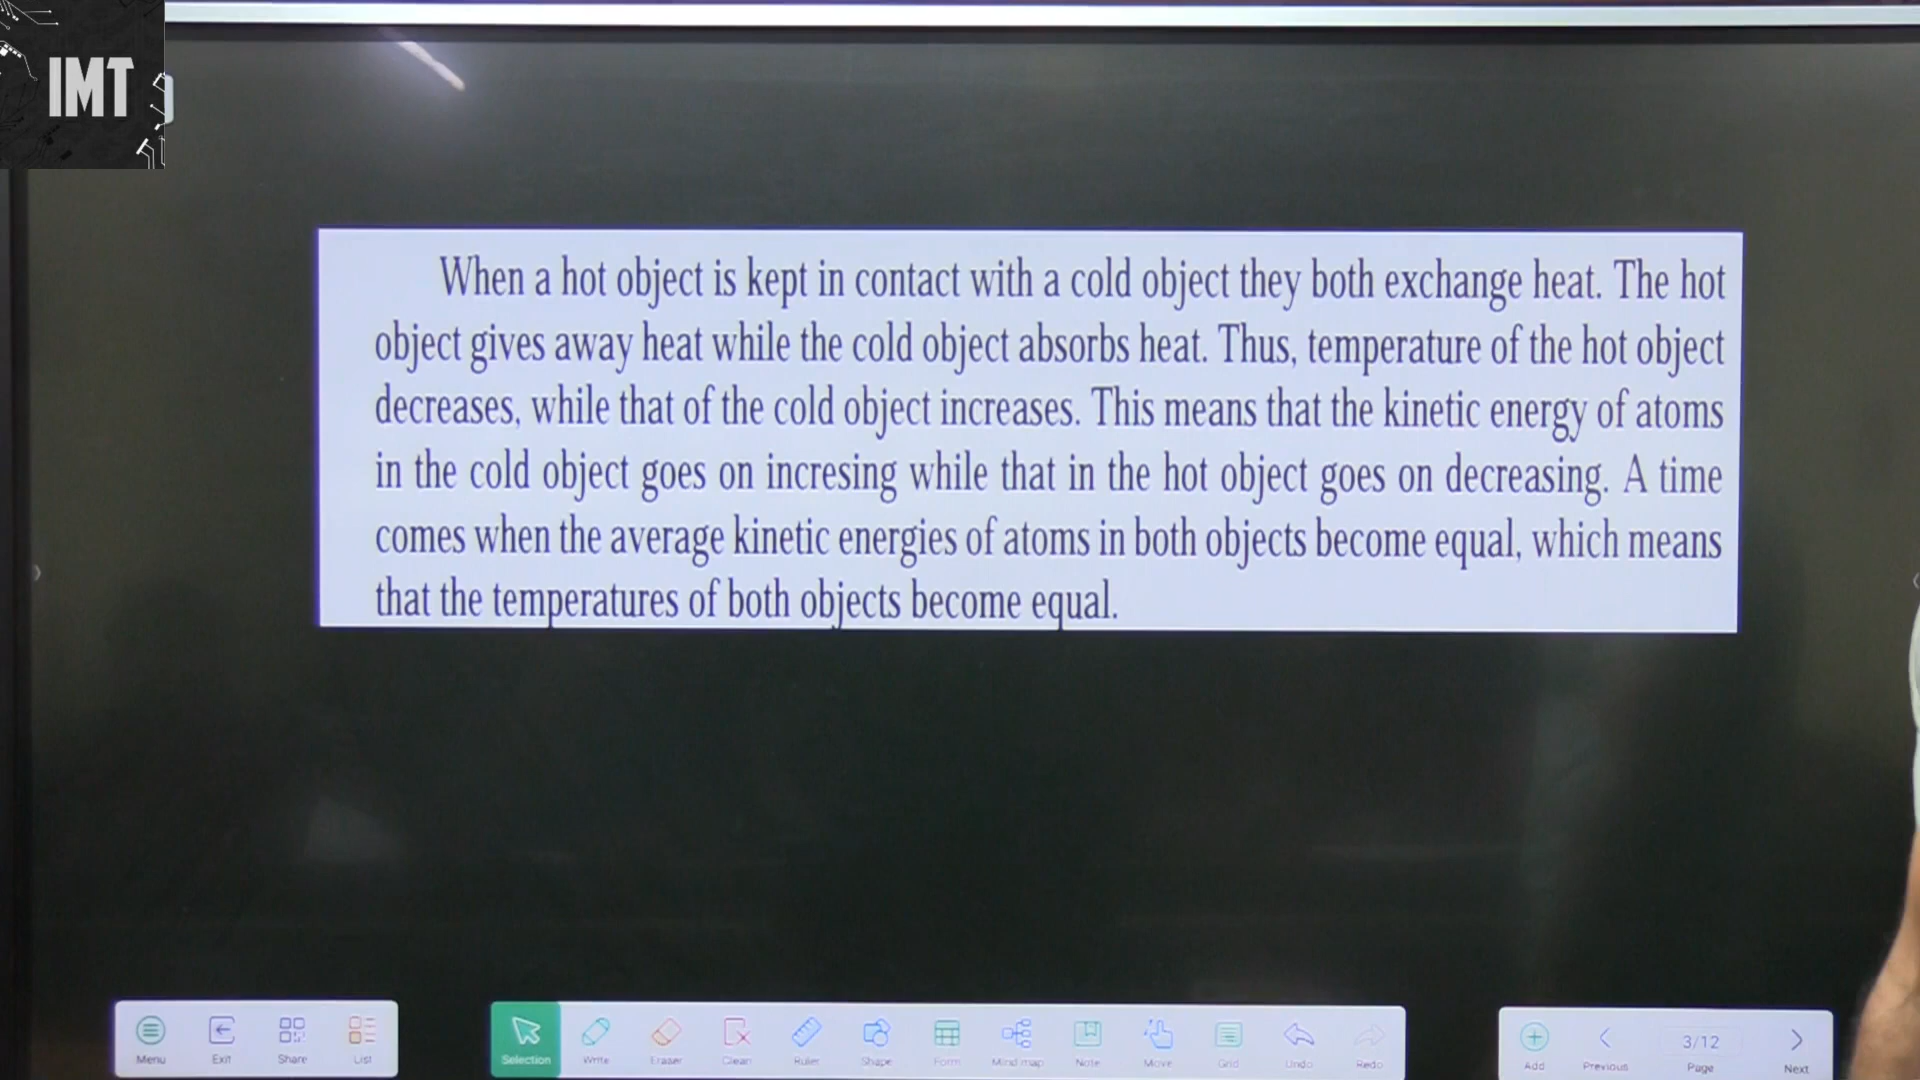 IMT
When a hot object is kept in contact with a cold object they both exchange heat. The hot
object gives away heat while the cold object absorbs heat. Thus, temperature of the hot object
decreases, while that of the cold object increases. This means that the kinetic energy of atoms
in the cold object goes on incresing while that in the hot object goes on decreasing. A time
comes when the average kinetic energies of atoms in both objects become equal, which means
that the temperatures of both objects become equal.
Menu Exit Share List Selection Write Eraser Clean Ruler Shape Form Mind map Note Move Grid Undo Redo Add Previous 3/12 Page Next